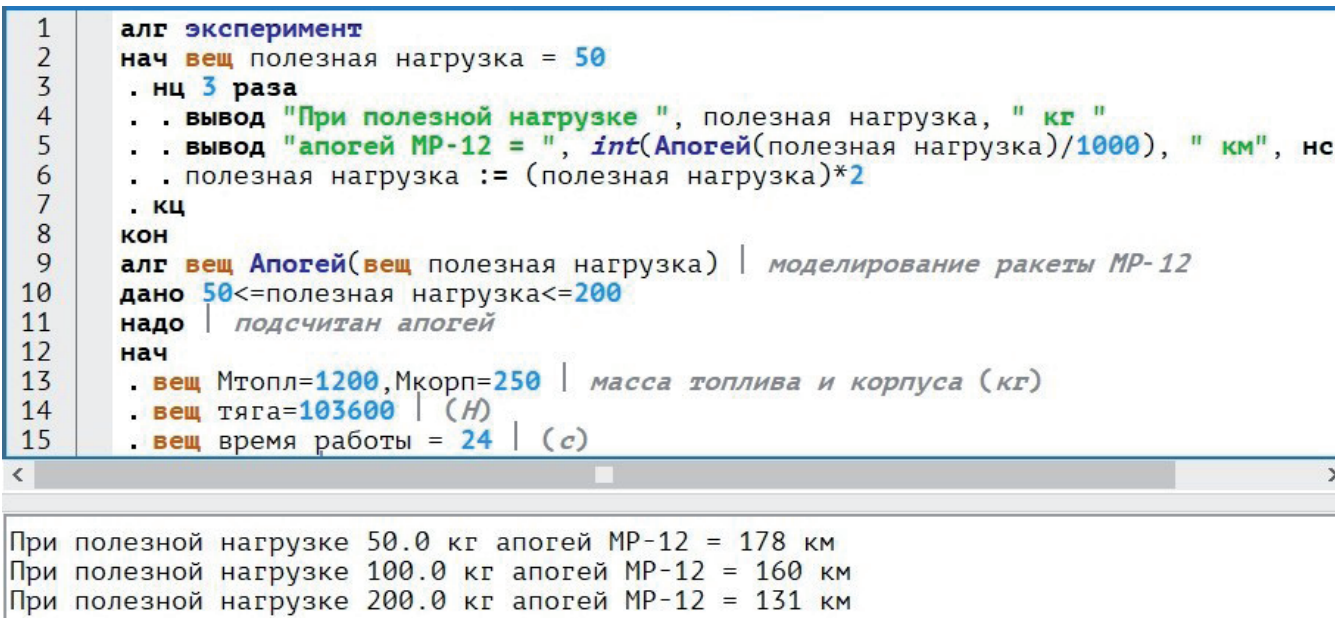 1 алг эксперимент
2 нач вещ полезная нагрузка = 50
3 . нц 3 раза
4 . . вывод "При полезной нагрузке ", полезная нагрузка, " кг "
5 . . вывод "апогей МР-12 = ", int(Апогей(полезная нагрузка)/1000), " км", нс
6 . . полезная нагрузка := (полезная нагрузка)*2
7 . кц
8 кон
9 алг вещ Апогей(вещ полезная нагрузка) | моделирование ракеты МР-12
10 дано 50<=полезная нагрузка<=200
11 надо | подсчитан апогей
12 нач
13 . вещ Мтопл=1200,Мкорп=250 | масса топлива и корпуса (кг)
14 . вещ тяга=103600 | (Н)
15 . вещ время работы = 24 | (с)
При полезной нагрузке 50.0 кг апогей МР-12 = 178 км
При полезной нагрузке 100.0 кг апогей МР-12 = 160 км
При полезной нагрузке 200.0 кг апогей МР-12 = 131 км